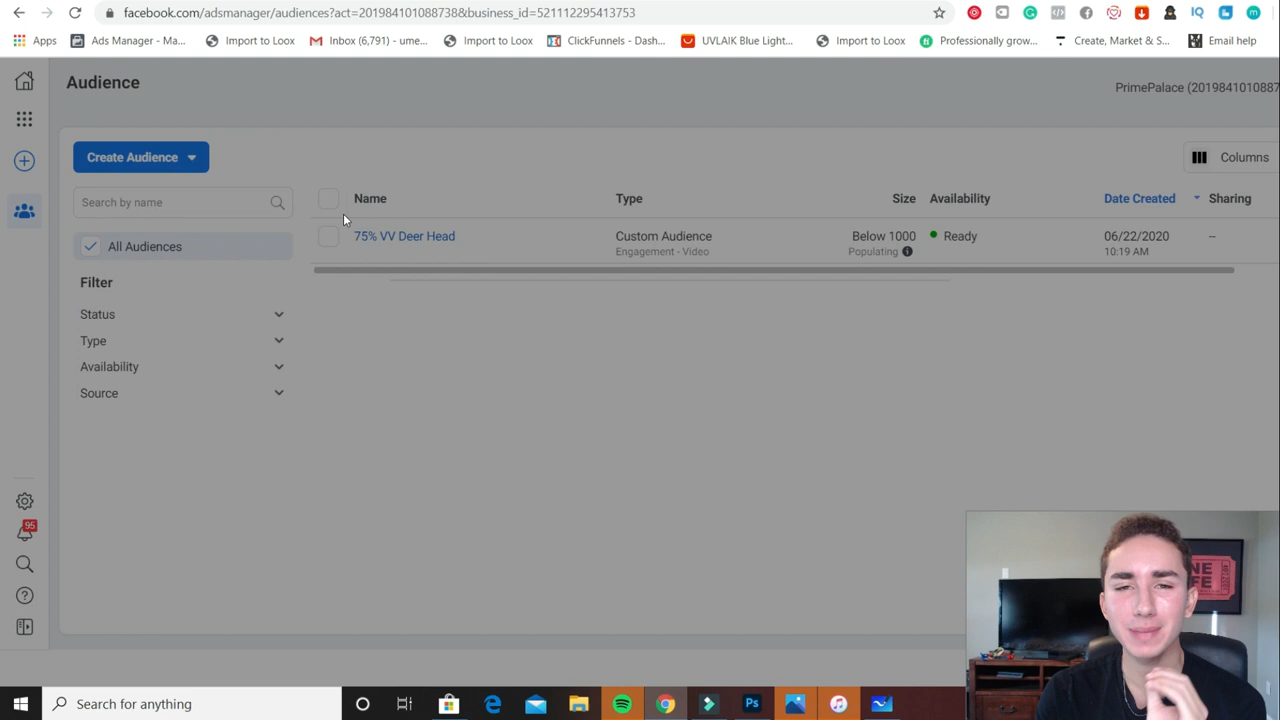 facebook.com/adsmanager/audiences?act=201984101088738&business_id=521112295413753
Apps
Ads Manager - Ma...
Import to Loox
Inbox (6,791) - ume...
Import to Loox
ClickFunnels - Dash...
UVLAIK Blue Light...
Import to Loox
Professionally grow...
Create, Market & S...
Email help
Audience
PrimePalace (2019841010887
Create Audience
Columns
Search by name
Name
Type
Size
Availability
Date Created
Sharing
All Audiences
75% VV Deer Head
Custom Audience
Engagement - Video
Below 1000
Populating
Ready
06/22/2020
10:19 AM
--
Filter
Status
Type
Availability
Source
95
Search for anything